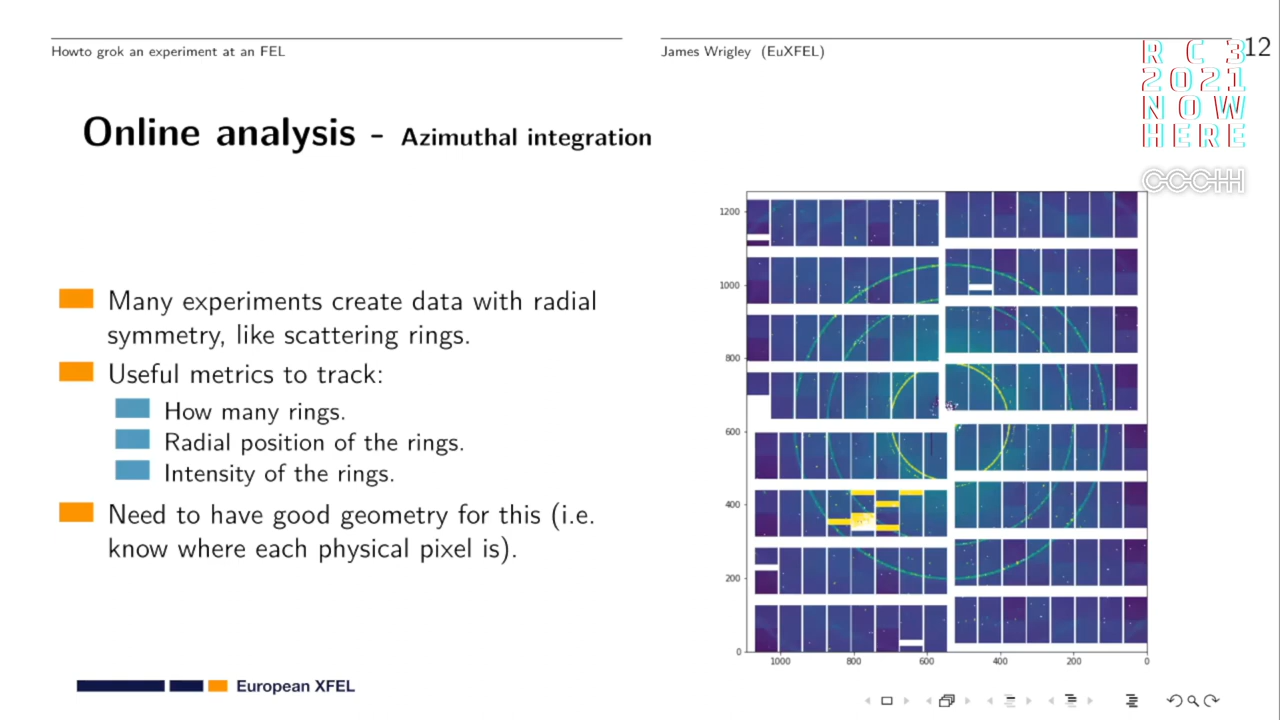 Howto grok an experiment at an FEL
James Wrigley (EuXFEL)
12
RC3
2021
NOW
HERE
CCCHH
Online analysis - Azimuthal integration
Many experiments create data with radial
symmetry, like scattering rings.
Useful metrics to track:
How many rings.
Radial position of the rings.
Intensity of the rings.
Need to have good geometry for this (i.e.
know where each physical pixel is).
1200
1000
800
600
400
200
0
1000 800 600 400 200 0
European XFEL